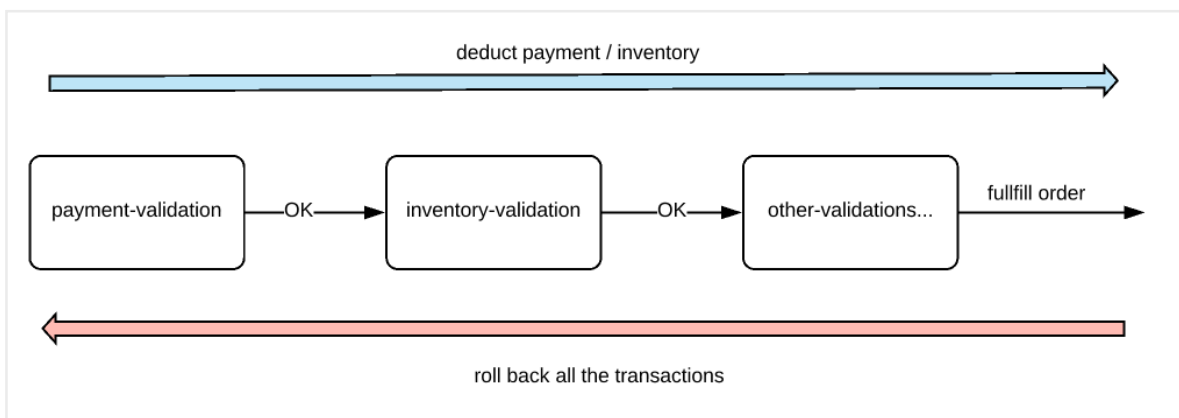 deduct payment / inventory
payment-validation
OK
inventory-validation
OK
other-validations...
fullfill order
roll back all the transactions